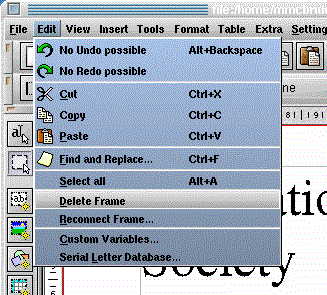 file:/home/mmcbrid
File Edit View Insert Tools Format Table Extra Setting
No Undo possible Alt+Backspace
No Redo possible
Cut Ctrl+X
Copy Ctrl+C
Paste Ctrl+V
Find and Replace... Ctrl+F
Select all Alt+A
Delete Frame
Reconnect Frame...
Custom Variables...
Serial Letter Database...
Society